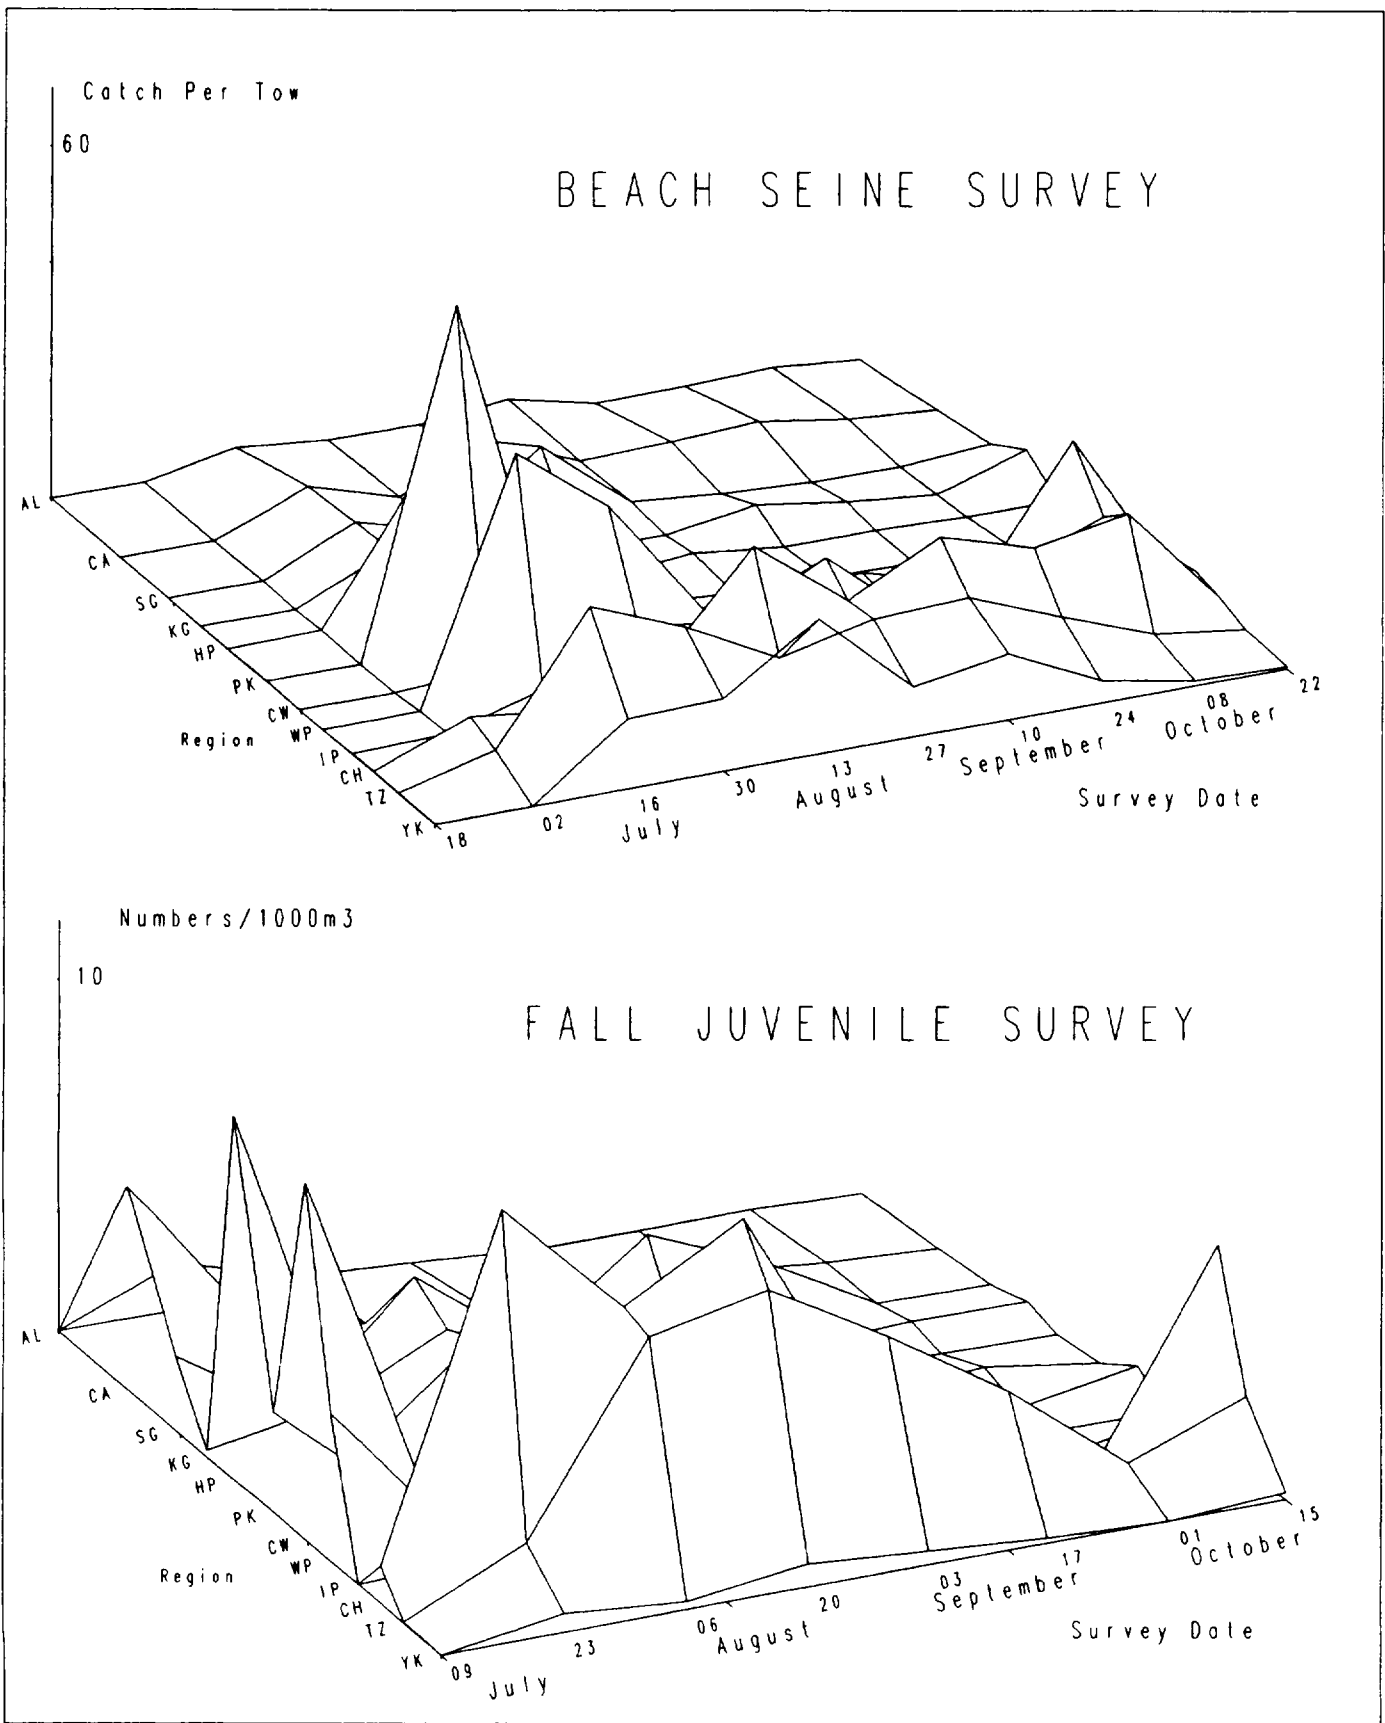 Catch Per Tow
60
BEACH SEINE SURVEY
AL
CA
SG
KG
HP
PK
CW
WP
IP
CH
TZ
YK
Region
18
02
16
30
13
27
10
24
08
22
July
August
September
October
Survey Date
Numbers/1000m3
10
FALL JUVENILE SURVEY
AL
CA
SG
KG
HP
PK
CW
WP
IP
CH
TZ
YK
Region
09
23
06
20
03
17
01
15
July
August
September
October
Survey Date